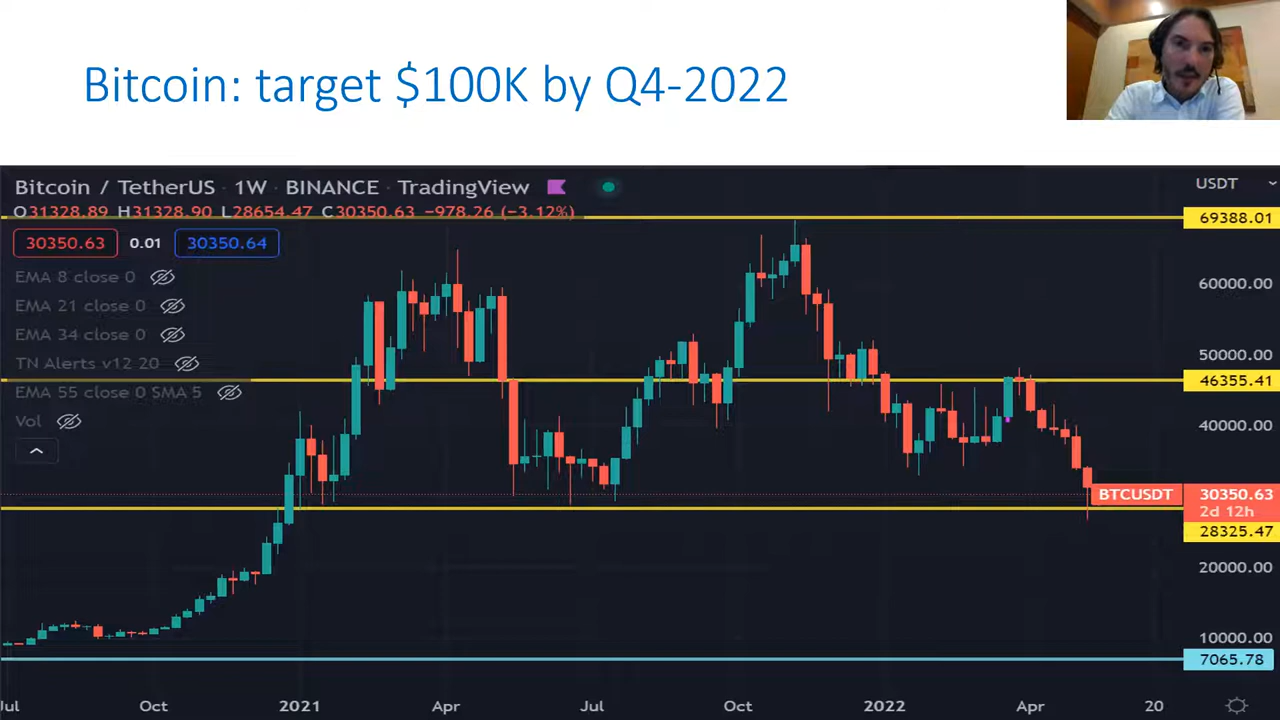 Bitcoin: target $100K by Q4-2022
Bitcoin / TetherUS · 1W · BINANCE · TradingView
USDT
O31328.89 H31328.90 L28654.47 C30350.63 −978.26 (−3.12%)
69388.01
30350.63 0.01 30350.64
EMA 8 close 0
60000.00
EMA 21 close 0
EMA 34 close 0
50000.00
TN Alerts v12 20
46355.41
EMA 55 close 0 SMA 5
Vol
40000.00
BTCUSDT 30350.63
2d 12h
28325.47
20000.00
10000.00
7065.78
Jul Oct 2021 Apr Jul Oct 2022 Apr 20